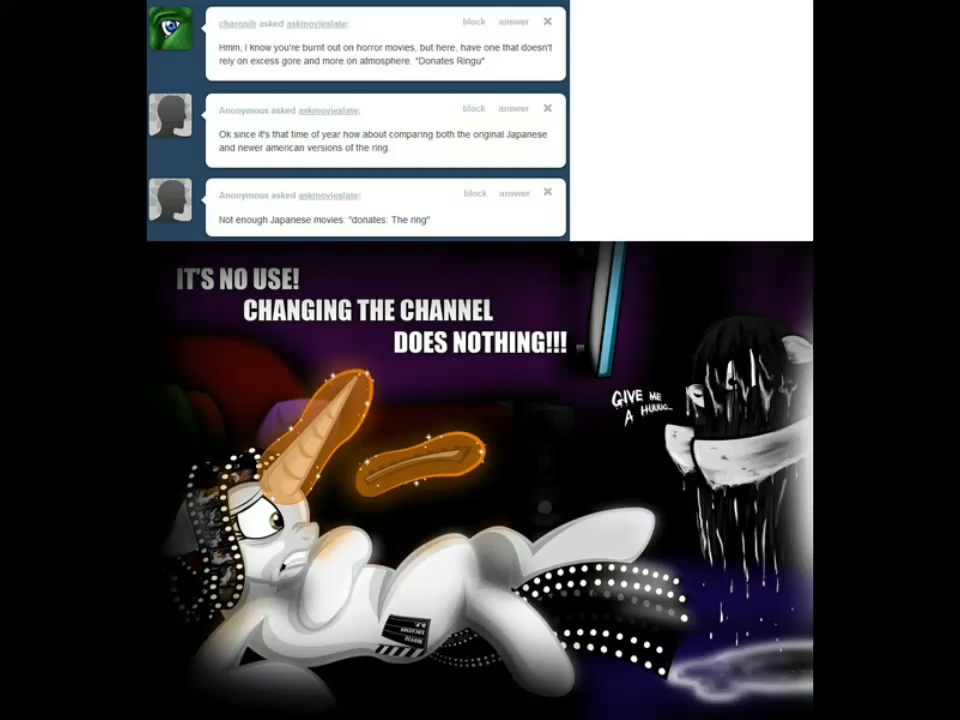 charonib asked askmovieslate: block answer
Hmm, I know you're burnt out on horror movies, but here, have one that doesn't
rely on excess gore and more on atmosphere. "Donates Ringu"
Anonymous asked askmovieslate: block answer
Ok since it's that time of year how about comparing both the original Japanese
and newer american versions of the ring.
Anonymous asked askmovieslate: block answer
Not enough Japanese movies: "donates: The ring"
IT'S NO USE!
CHANGING THE CHANNEL
DOES NOTHING!!!
GIVE ME
A HUUUG...